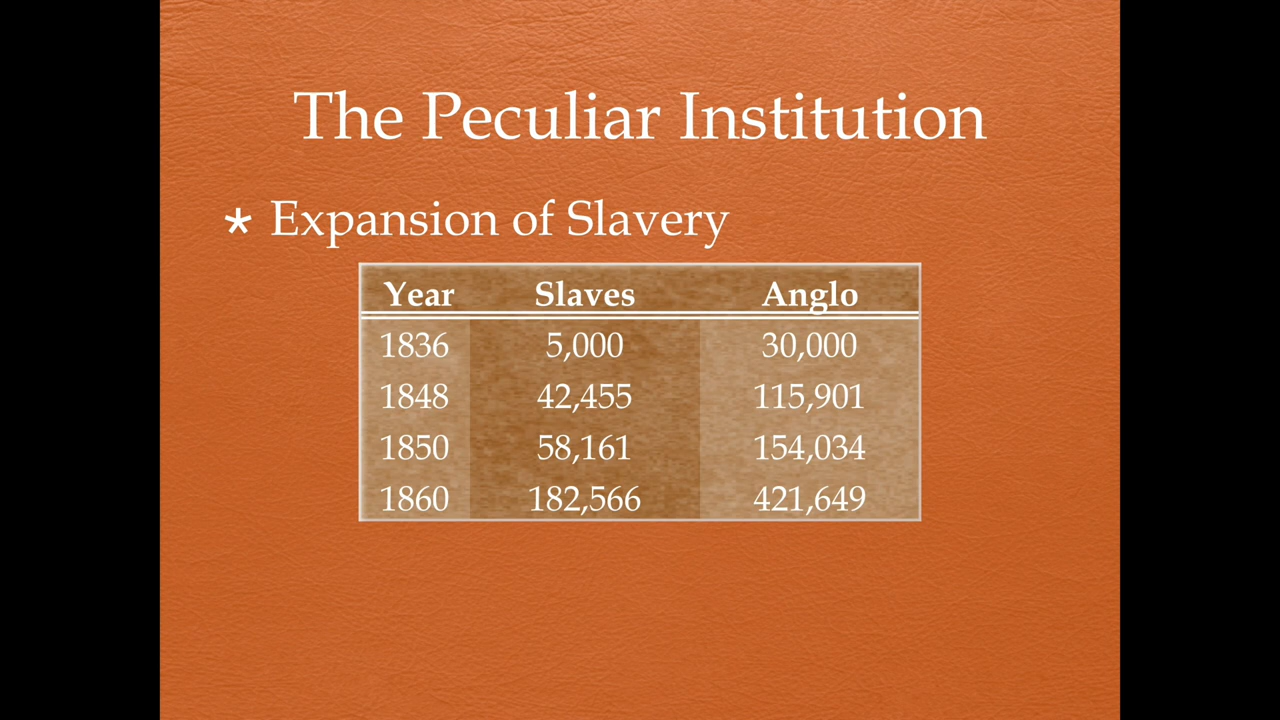 The Peculiar Institution
* Expansion of Slavery
Year Slaves Anglo
1836 5,000 30,000
1848 42,455 115,901
1850 58,161 154,034
1860 182,566 421,649